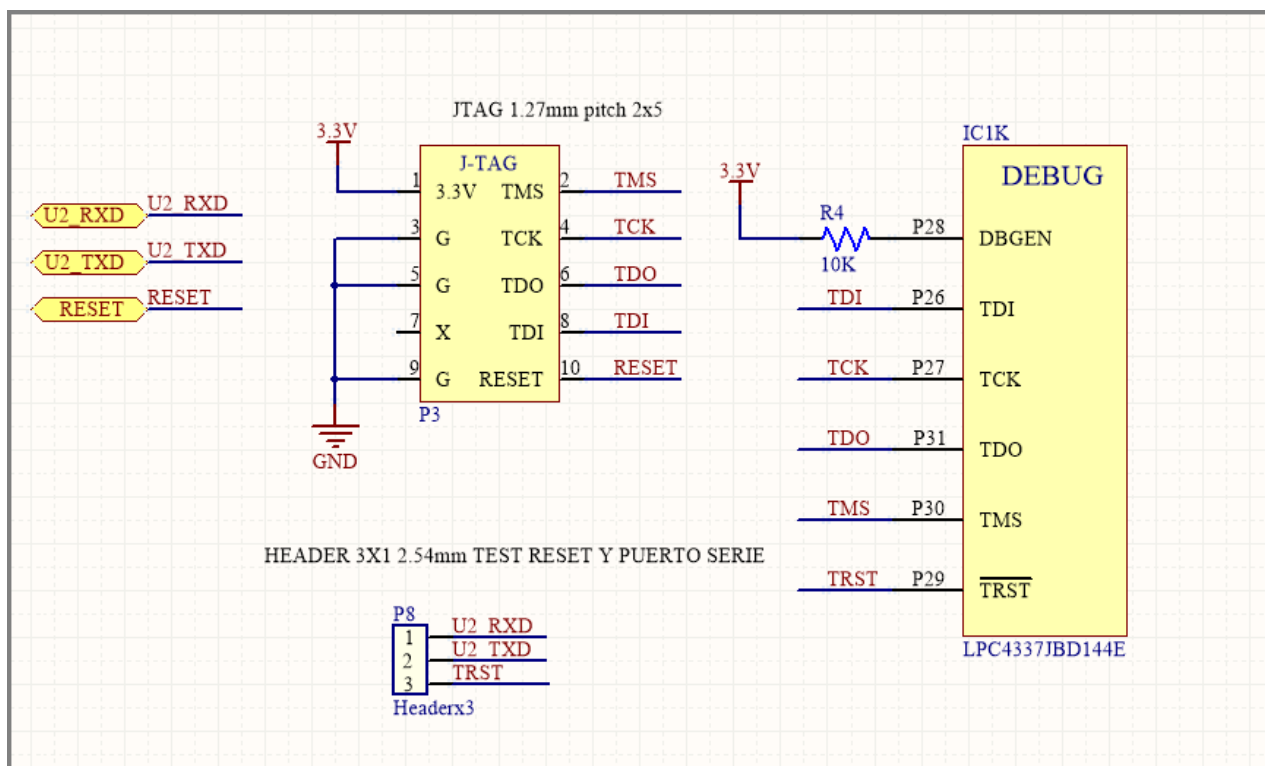 JTAG 1.27mm pitch 2x5
3.3V
J-TAG
1 3.3V TMS 2 TMS
3 G TCK 4 TCK
5 G TDO 6 TDO
7 X TDI 8 TDI
9 G RESET 10 RESET
P3
GND
U2_RXD U2_RXD
U2_TXD U2_TXD
RESET RESET
IC1K
DEBUG
3.3V
R4
10K
P28 DBGEN
TDI P26 TDI
TCK P27 TCK
TDO P31 TDO
TMS P30 TMS
TRST P29 TRST
LPC4337JBD144E
HEADER 3X1 2.54mm TEST RESET Y PUERTO SERIE
P8
1 U2_RXD
2 U2_TXD
3 TRST
Headerx3